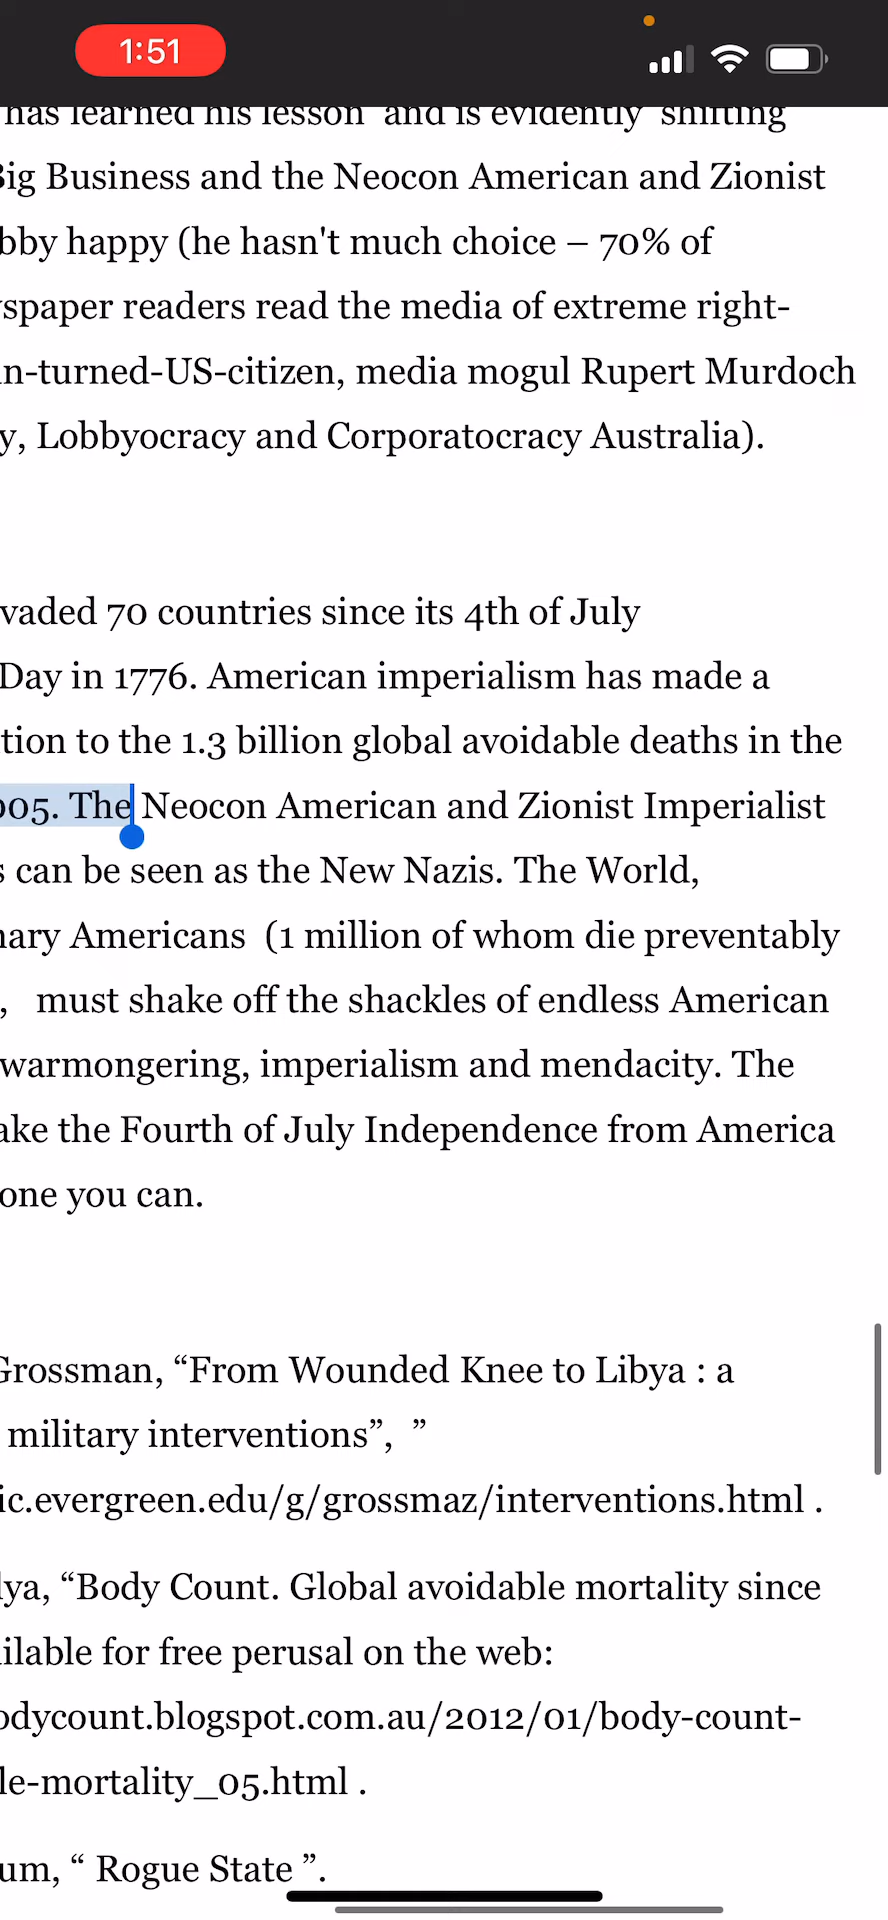 1:51
has learned his lesson and is evidently shifting
Big Business and the Neocon American and Zionist
bby happy (he hasn't much choice – 70% of
spaper readers read the media of extreme right-
n-turned-US-citizen, media mogul Rupert Murdoch
y, Lobbyocracy and Corporatocracy Australia).
vaded 70 countries since its 4th of July
Day in 1776. American imperialism has made a
tion to the 1.3 billion global avoidable deaths in the
005. The Neocon American and Zionist Imperialist
s can be seen as the New Nazis. The World,
nary Americans (1 million of whom die preventably
, must shake off the shackles of endless American
warmongering, imperialism and mendacity. The
ake the Fourth of July Independence from America
one you can.
Grossman, “From Wounded Knee to Libya : a
military interventions”, ”
ic.evergreen.edu/g/grossmaz/interventions.html .
lya, “Body Count. Global avoidable mortality since
ilable for free perusal on the web:
odycount.blogspot.com.au/2012/01/body-count-
le-mortality_05.html .
um, “ Rogue State ”.